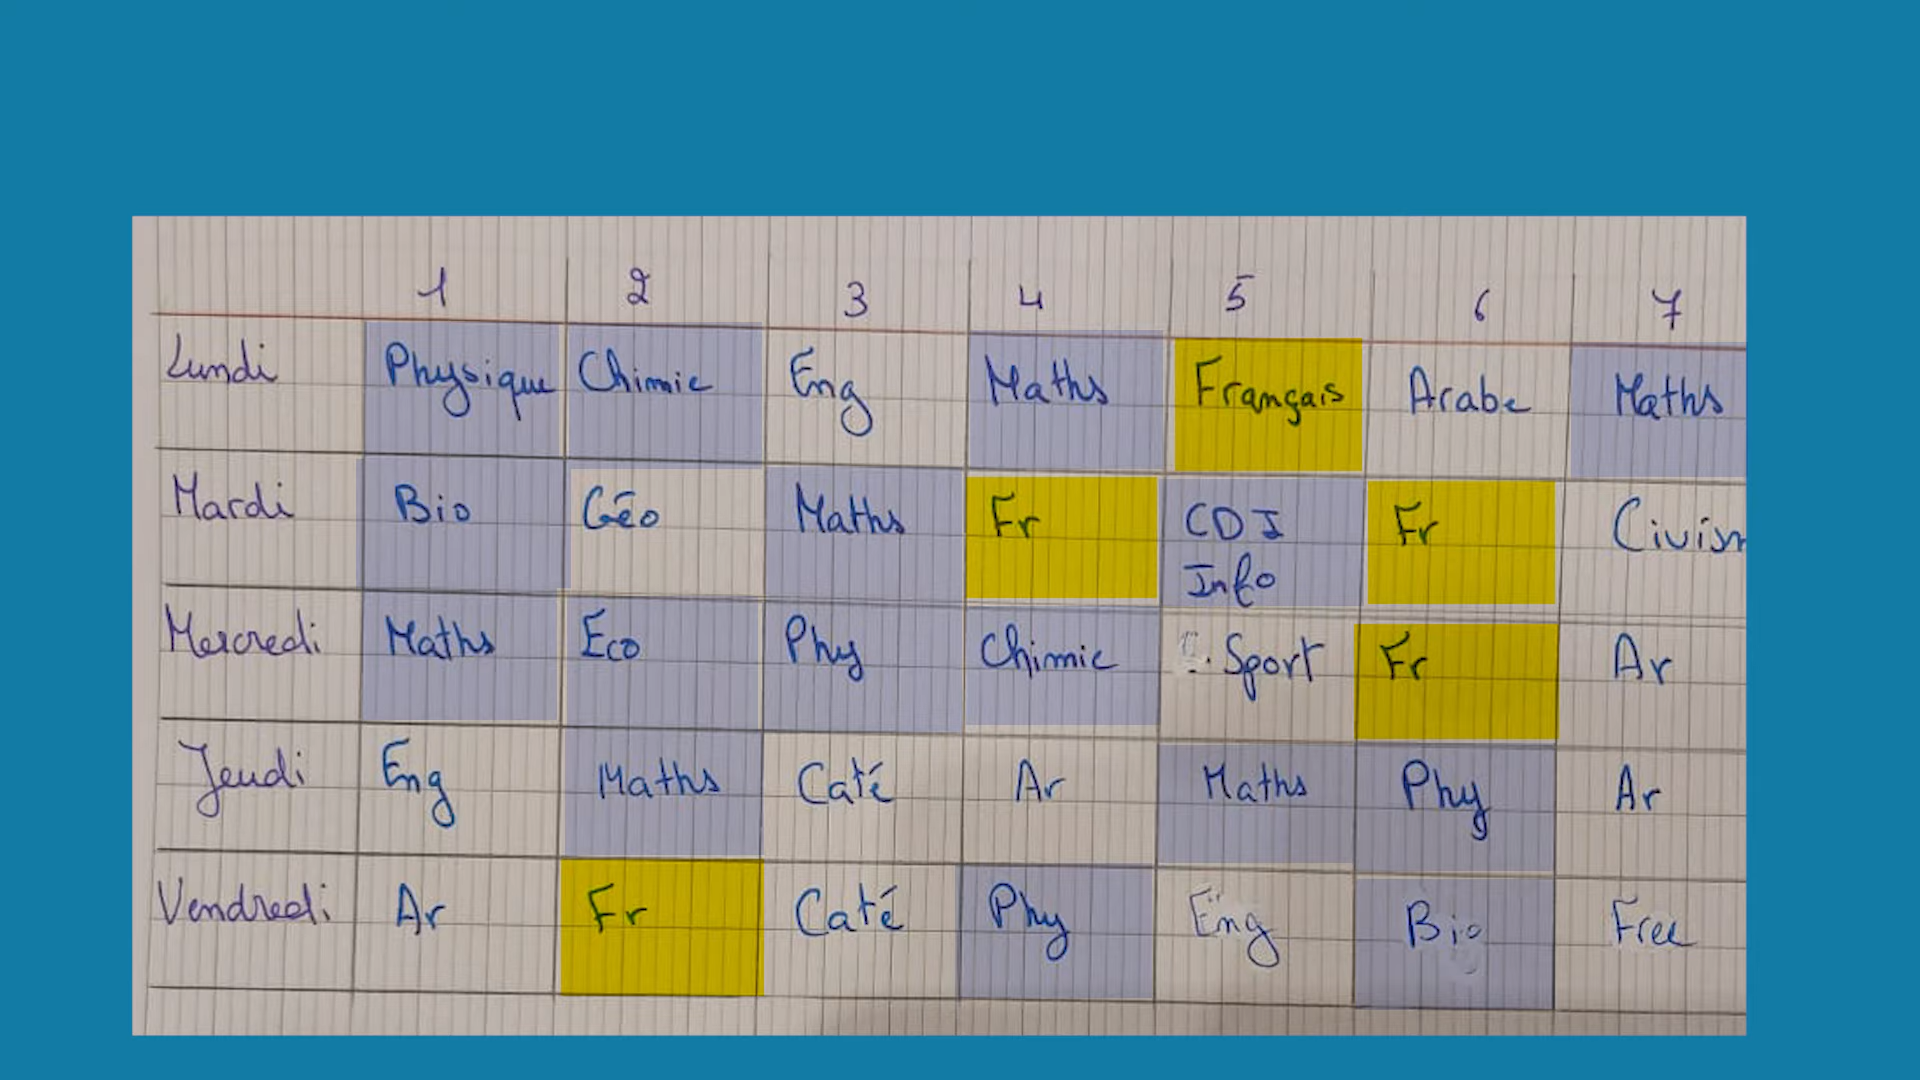 1 2 3 4 5 6 7
Lundi Physique Chimie Eng Maths Français Arabe Maths
Mardi Bio Géo Maths Fr CDI Fr Civism
Info
Mercredi Maths Eco Phy Chimie Sport Fr Ar
Jeudi Eng Maths Caté Ar Maths Phy Ar
Vendredi Ar Fr Caté Phy Eng Bio Free